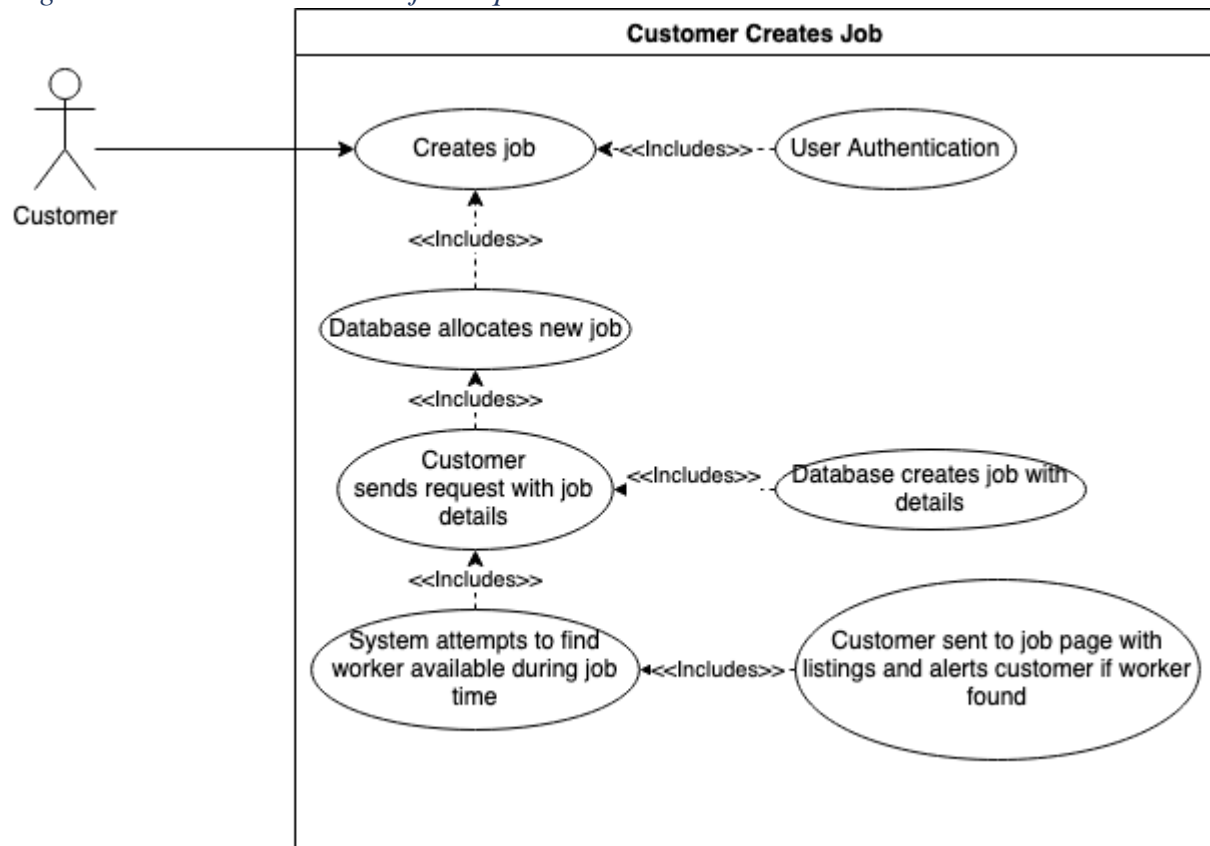 Customer Creates Job
Creates job
<<Includes>>
User Authentication
Customer
<<Includes>>
Database allocates new job
<<Includes>>
Customer
sends request with job
details
<<Includes>>
Database creates job with
details
<<Includes>>
System attempts to find
worker available during job
time
<<Includes>>
Customer sent to job page with
listings and alerts customer if worker
found